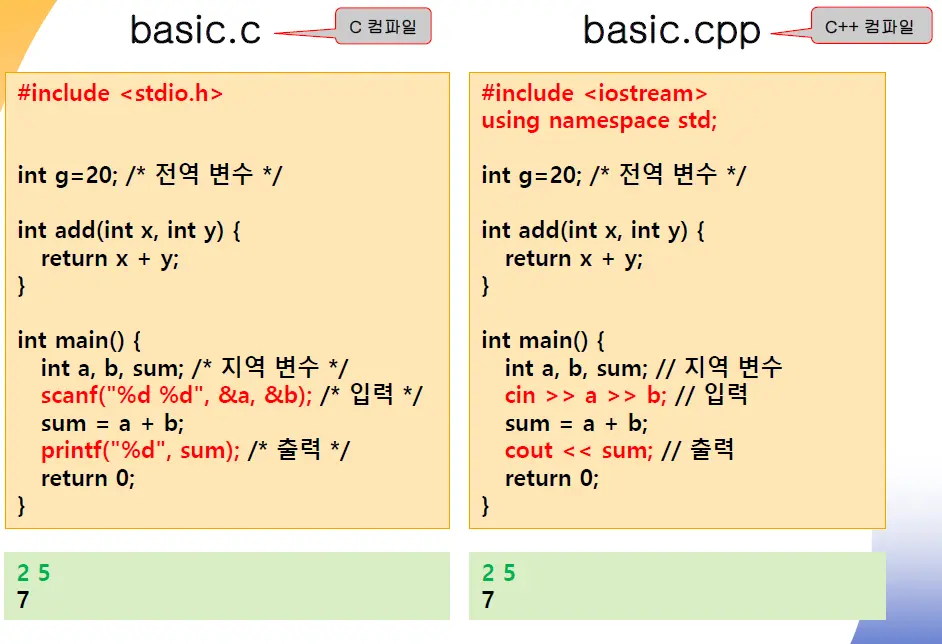 basic.c
C 컴파일
#include <stdio.h>
int g=20; /* 전역 변수 */
int add(int x, int y) {
return x + y;
}
int main() {
int a, b, sum; /* 지역 변수 */
scanf("%d %d", &a, &b); /* 입력 */
sum = a + b;
printf("%d", sum); /* 출력 */
return 0;
}
2 5
7
basic.cpp
C++ 컴파일
#include <iostream>
using namespace std;
int g=20; /* 전역 변수 */
int add(int x, int y) {
return x + y;
}
int main() {
int a, b, sum; // 지역 변수
cin >> a >> b; // 입력
sum = a + b;
cout << sum; // 출력
return 0;
}
2 5
7